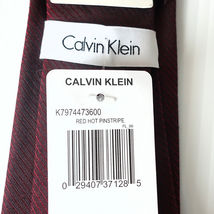 Calvin Klein
CALVIN KLEIN
K7974473600
RED HOT PINSTRIPE
0 29407 37128 5